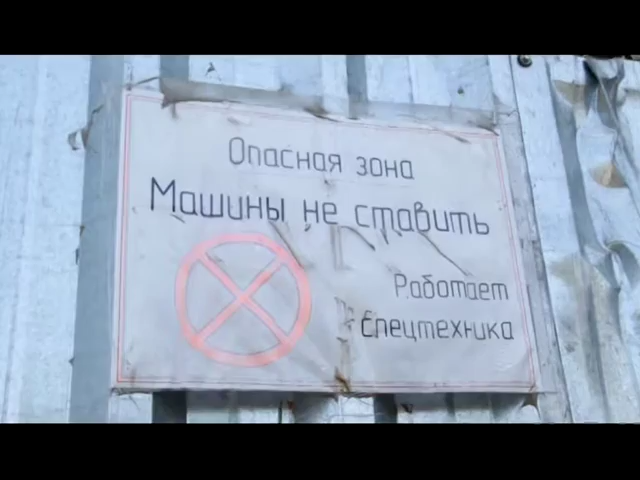 Опасная зона
Машины не ставить
Работает
Спецтехника